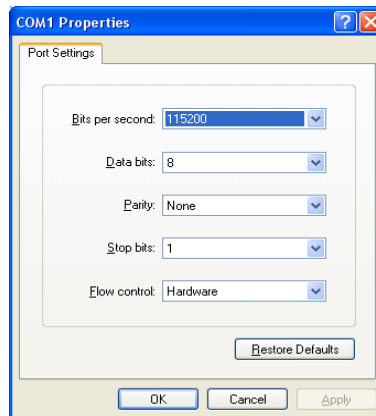 COM1 Properties
Port Settings
Bits per second: 115200
Data bits: 8
Parity: None
Stop bits: 1
Flow control: Hardware
Restore Defaults
OK Cancel Apply